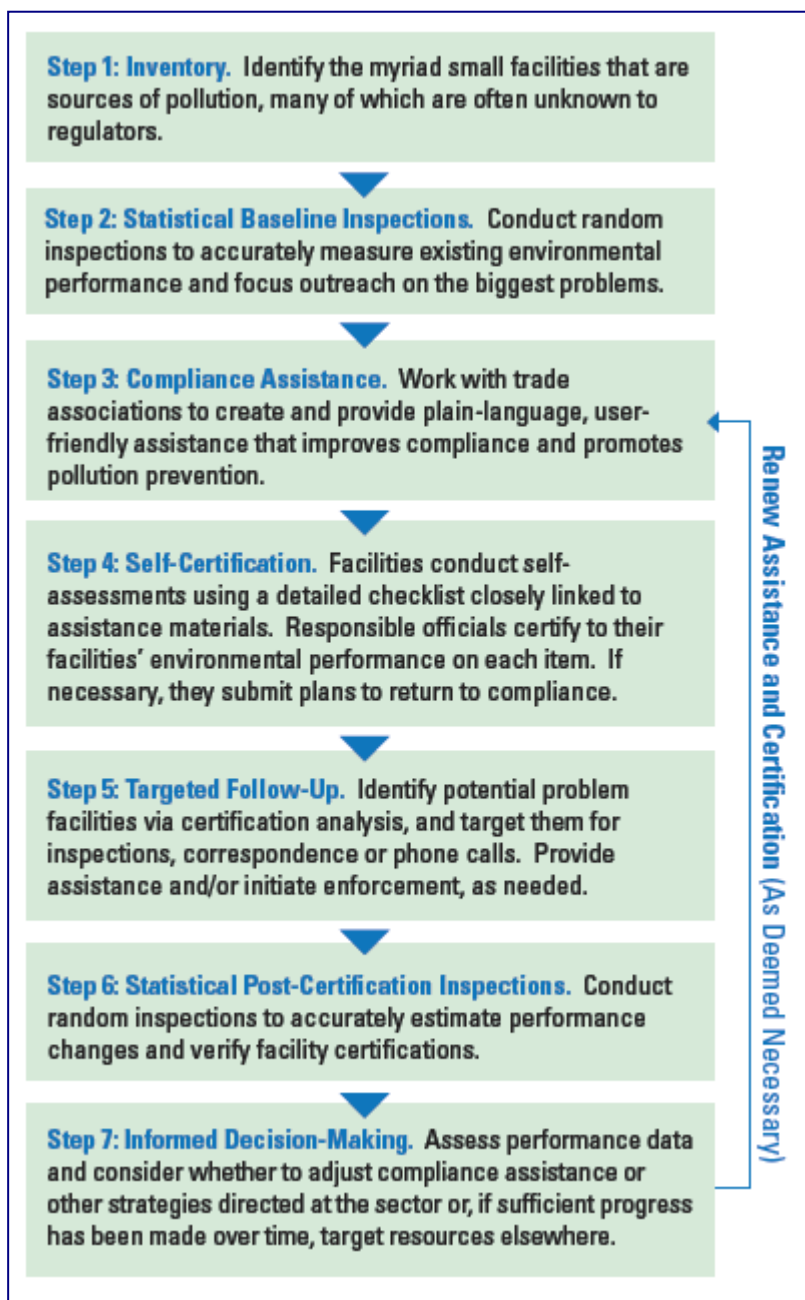 Step 1: Inventory. Identify the myriad small facilities that are
sources of pollution, many of which are often unknown to
regulators.
Step 2: Statistical Baseline Inspections. Conduct random
inspections to accurately measure existing environmental
performance and focus outreach on the biggest problems.
Step 3: Compliance Assistance. Work with trade
associations to create and provide plain-language, user-
friendly assistance that improves compliance and promotes
pollution prevention.
Step 4: Self-Certification. Facilities conduct self-
assessments using a detailed checklist closely linked to
assistance materials. Responsible officials certify to their
facilities' environmental performance on each item. If
necessary, they submit plans to return to compliance.
Step 5: Targeted Follow-Up. Identify potential problem
facilities via certification analysis, and target them for
inspections, correspondence or phone calls. Provide
assistance and/or initiate enforcement, as needed.
Step 6: Statistical Post-Certification Inspections. Conduct
random inspections to accurately estimate performance
changes and verify facility certifications.
Step 7: Informed Decision-Making. Assess performance data
and consider whether to adjust compliance assistance or
other strategies directed at the sector or, if sufficient progress
has been made over time, target resources elsewhere.
Renew Assistance and Certification (As Deemed Necessary)